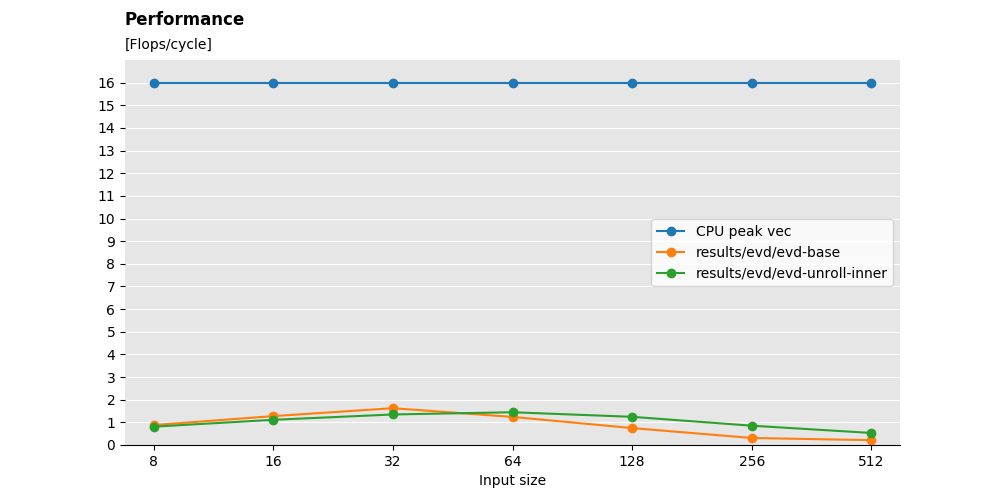 Performance
[Flops/cycle]
16
15
14
13
12
11
10
9
8
7
6
5
4
3
2
1
0
CPU peak vec
results/evd/evd-base
results/evd/evd-unroll-inner
8 16 32 64 128 256 512
Input size